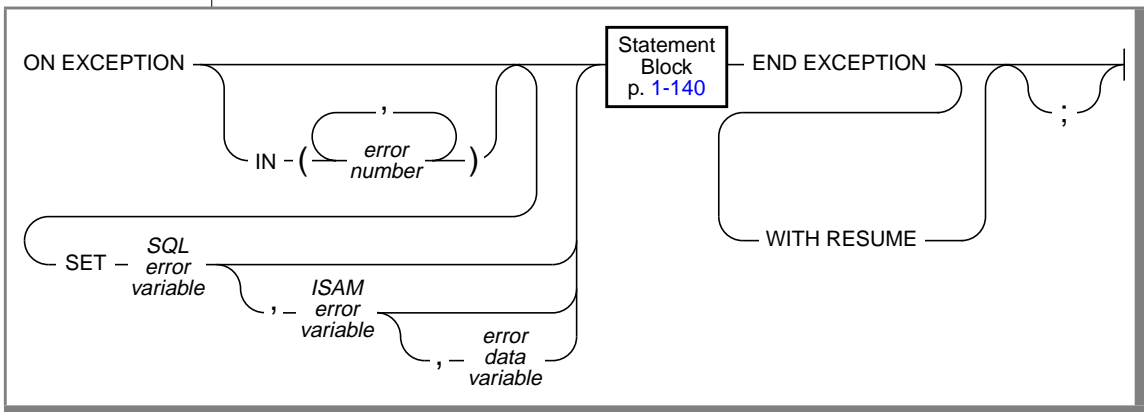 ON EXCEPTION
Statement
Block
p. 1-140
END EXCEPTION
,
IN ( error
number )
;
SET SQL
error
variable
WITH RESUME
, ISAM
error
variable
, error
data
variable